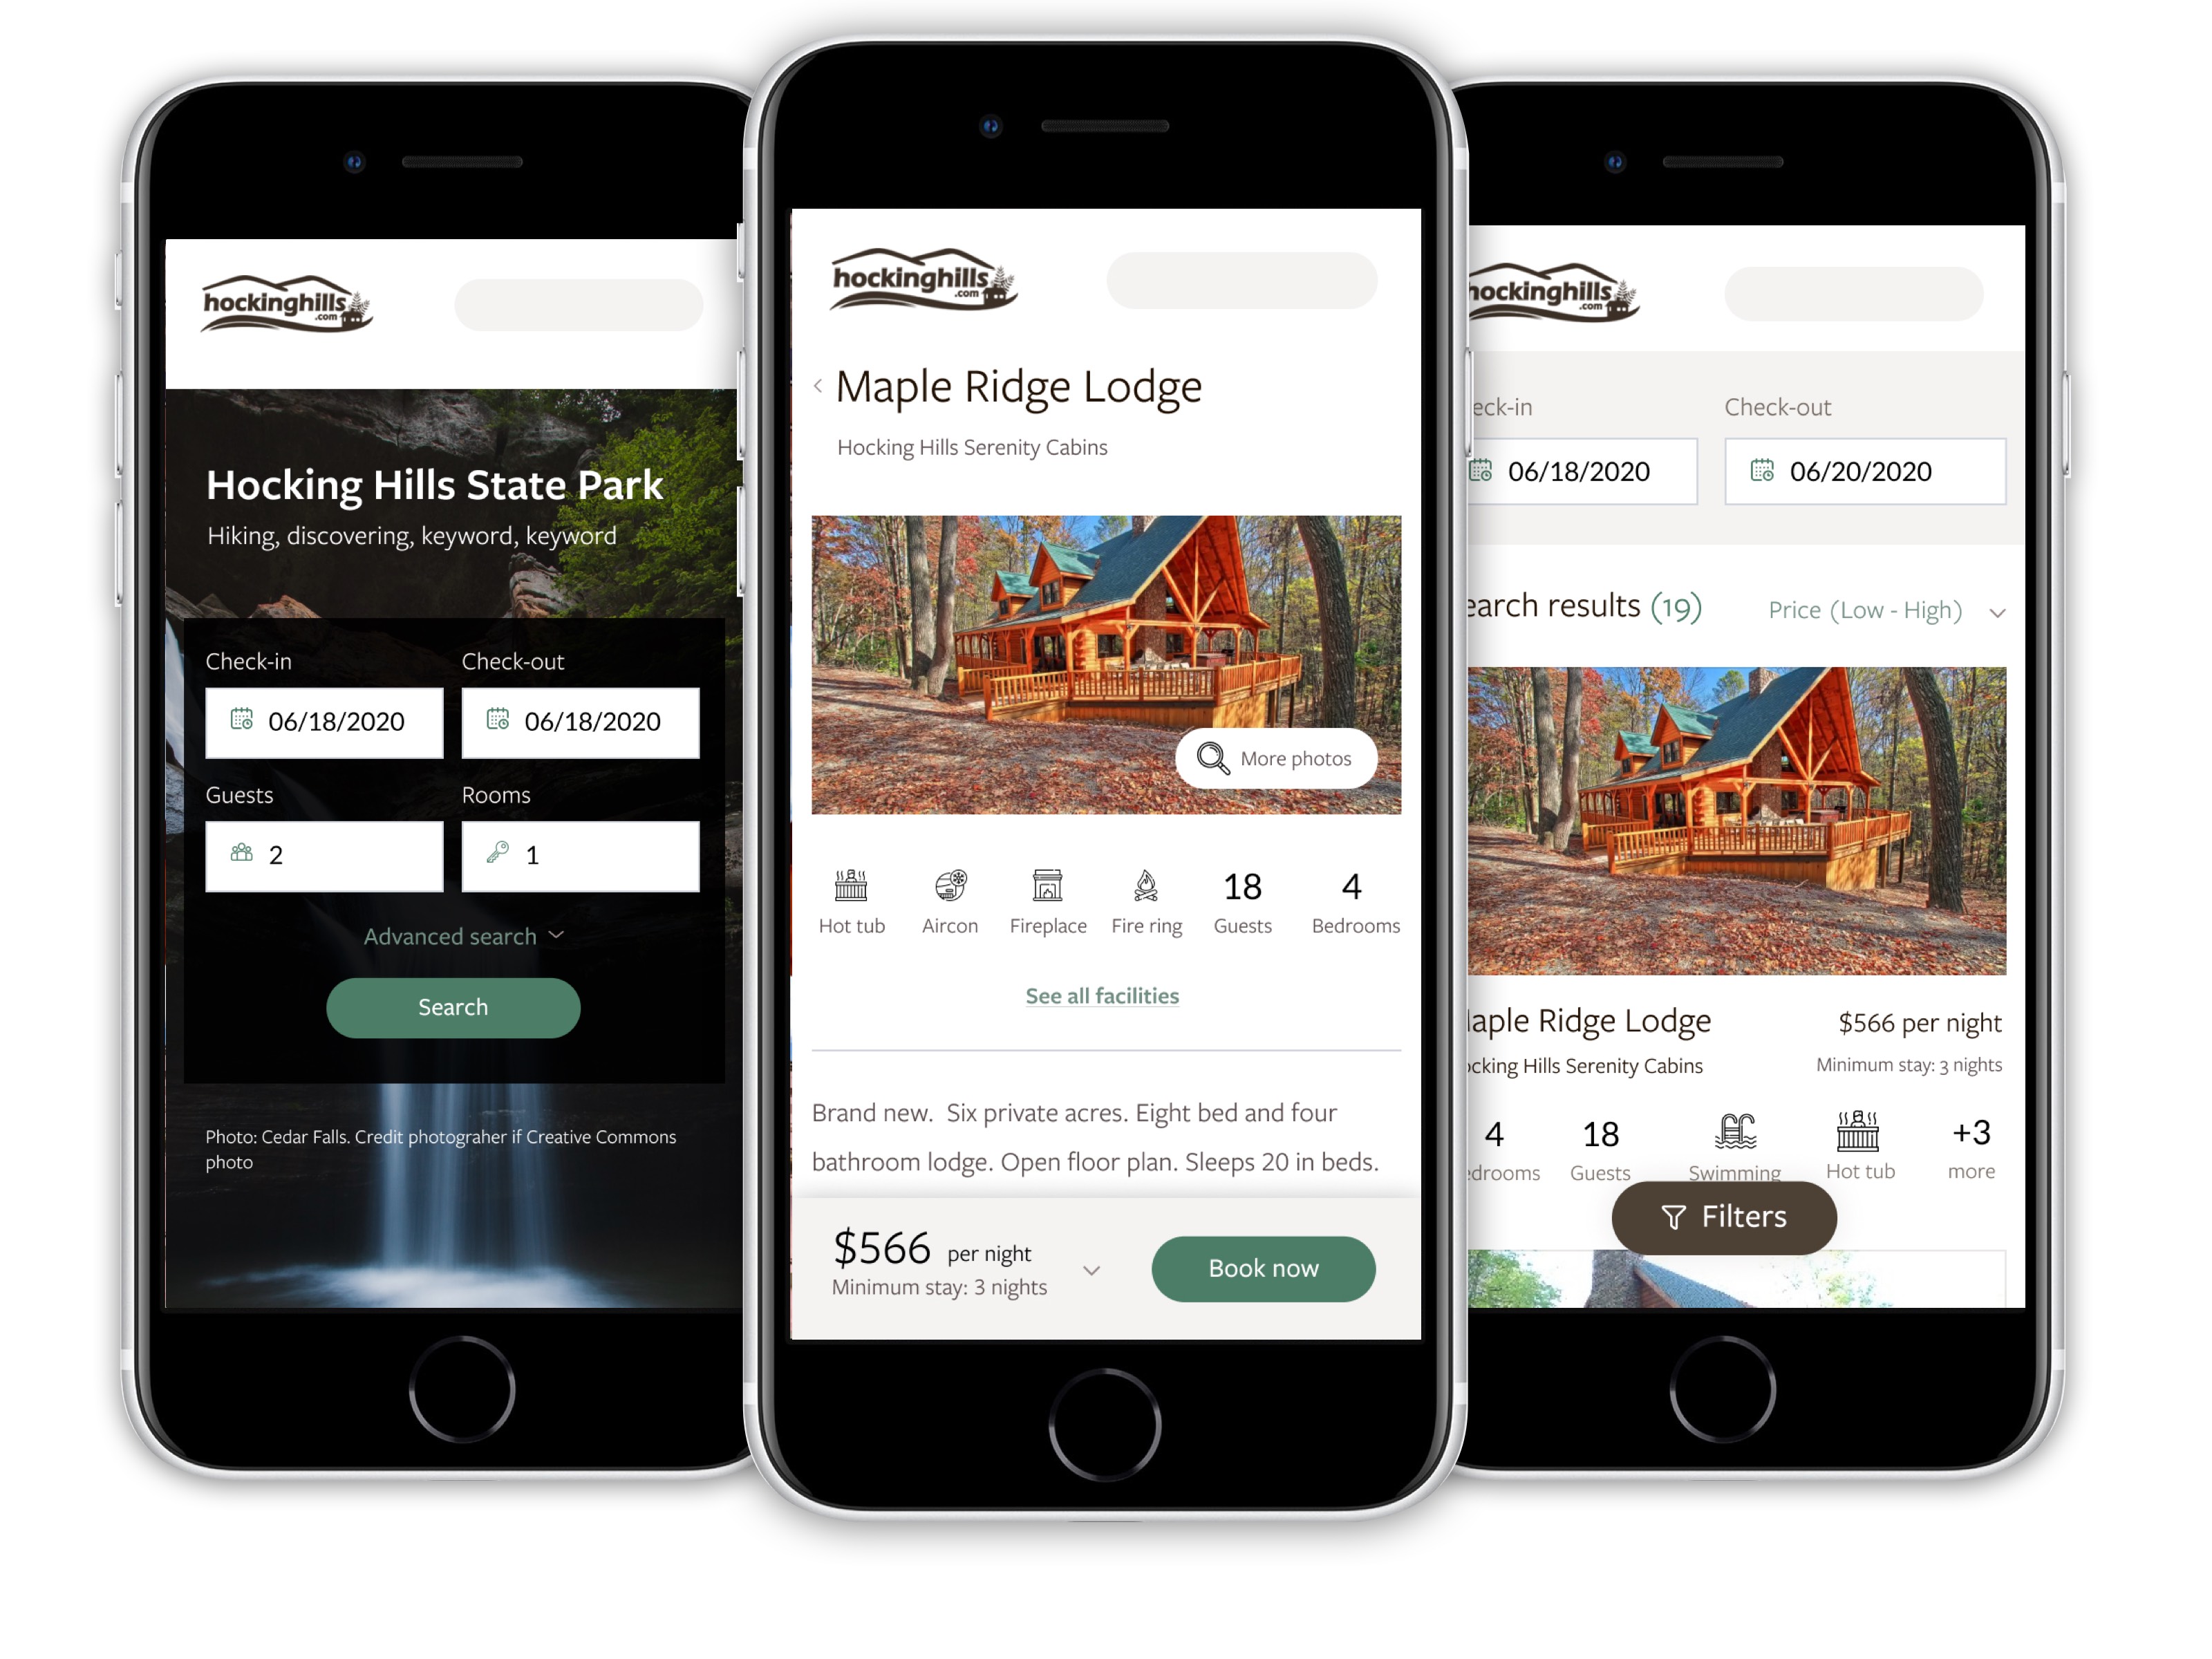 hockinghills
.com
Hocking Hills State Park
Hiking, discovering, keyword, keyword
Check-in Check-out
06/18/2020 06/18/2020
Guests Rooms
2 1
Advanced search
Search
Photo: Cedar Falls. Credit photograher if Creative Commons
photo
hockinghills
.com
Maple Ridge Lodge
Hocking Hills Serenity Cabins
More photos
18 4
Hot tub Aircon Fireplace Fire ring Guests Bedrooms
See all facilities
Brand new. Six private acres. Eight bed and four
bathroom lodge. Open floor plan. Sleeps 20 in beds.
$566 per night
Minimum stay: 3 nights
Book now
hockinghills
.com
eck-in Check-out
06/18/2020 06/20/2020
earch results (19) Price (Low - High)
aple Ridge Lodge $566 per night
cking Hills Serenity Cabins Minimum stay: 3 nights
4 18 +3
drooms Guests Swimming Hot tub more
Filters